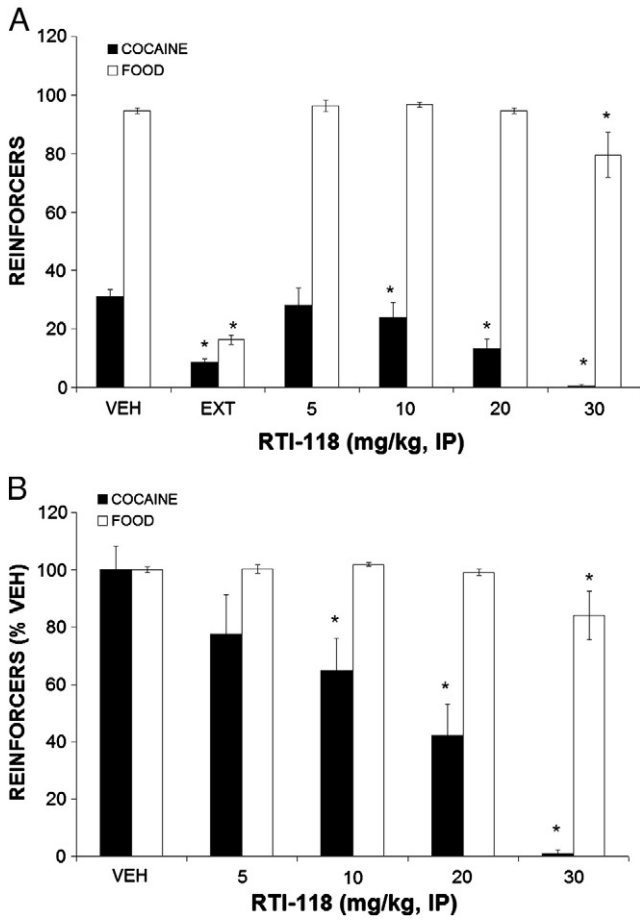 A
120
COCAINE
FOOD
100
80
60
40
20
0
REINFORCERS
*
*
*
*
*
*
VEH EXT 5 10 20 30
RTI-118 (mg/kg, IP)
B
COCAINE
FOOD
120
100
80
60
40
20
0
REINFORCERS (% VEH)
*
*
*
*
VEH 5 10 20 30
RTI-118 (mg/kg, IP)